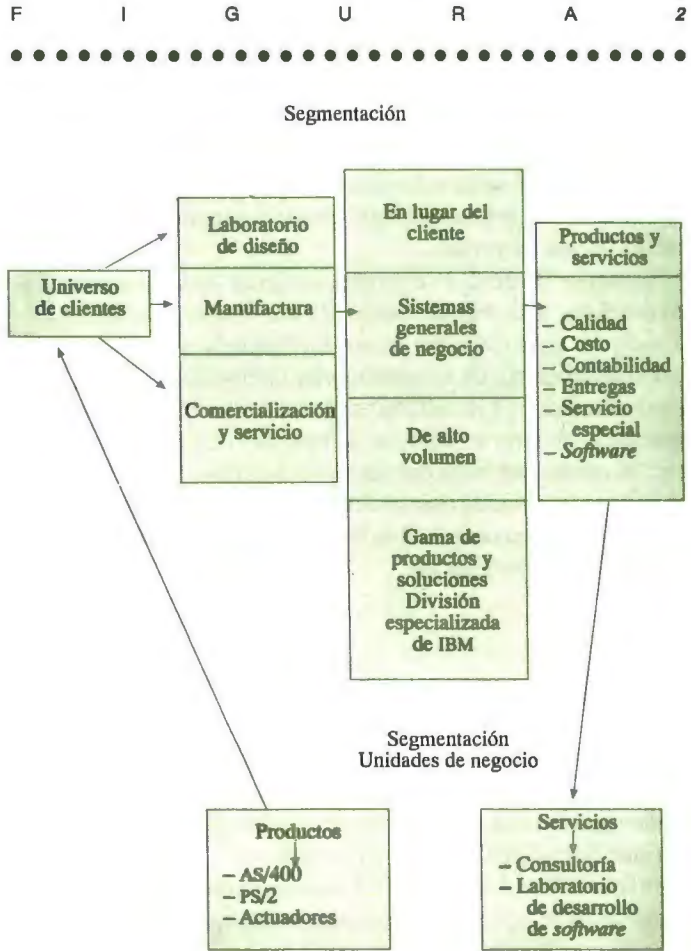 F I G U R A 2
Segmentación
Universo
de clientes
Laboratorio
de diseño
Manufactura
Comercialización
y servicio
En lugar del
cliente
Sistemas
generales
de negocio
De alto
volumen
Gama de
productos y
soluciones
División
especializada
de IBM
Productos y
servicios
– Calidad
– Costo
– Contabilidad
– Entregas
– Servicio
especial
– Software
Segmentación
Unidades de negocio
Productos
– AS/400
– PS/2
– Actuadores
Servicios
– Consultoría
– Laboratorio
de desarrollo
de software